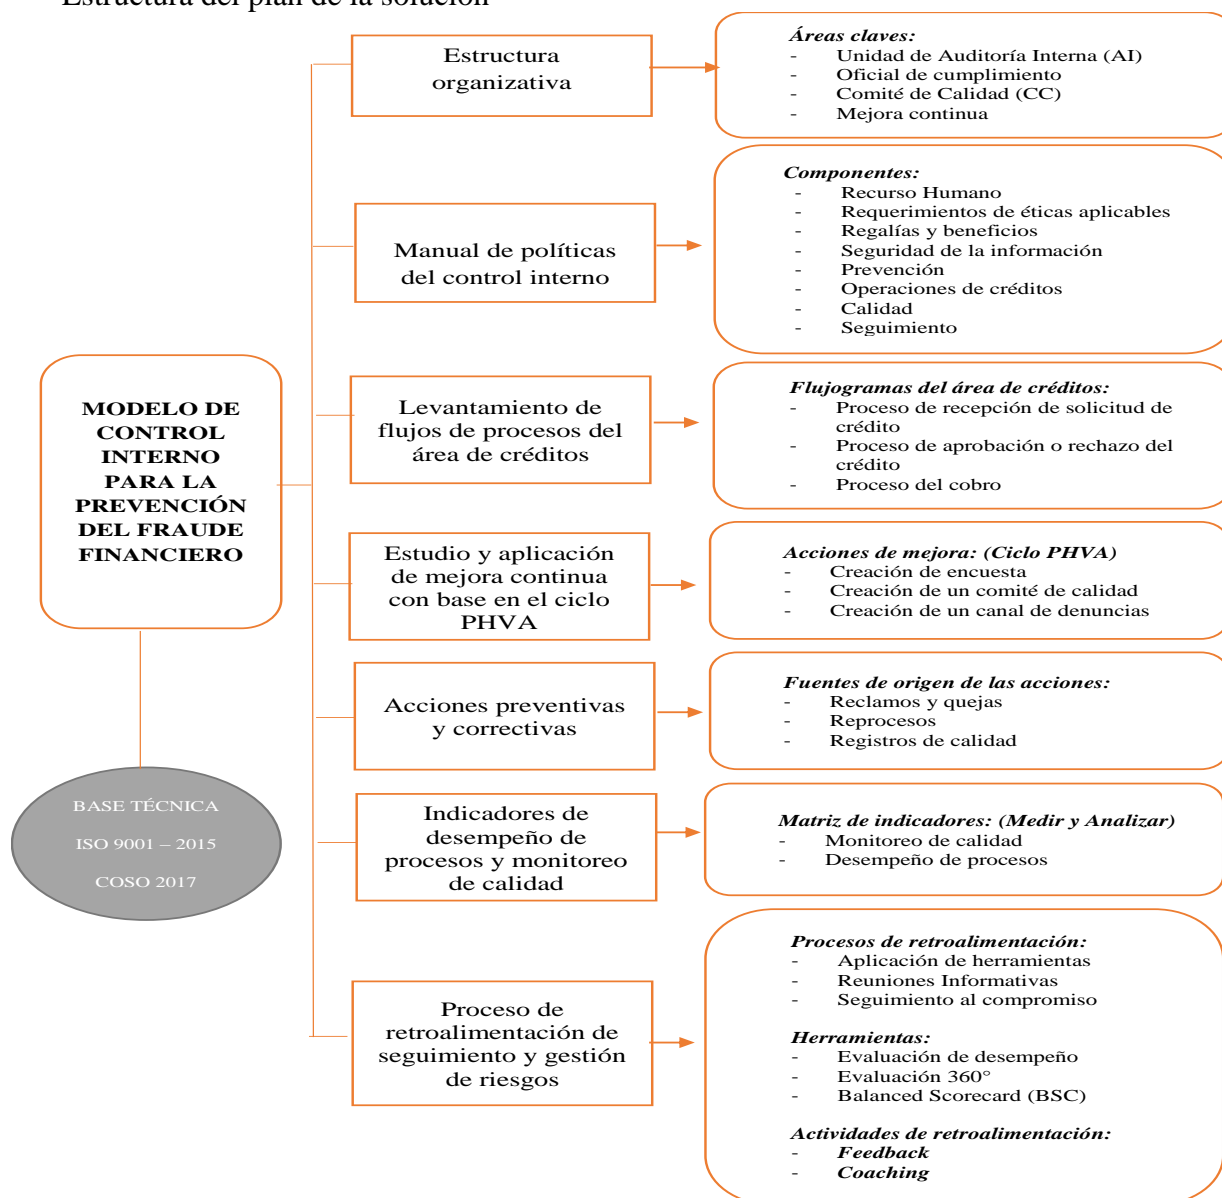 Estructura del plan de la solución
Estructura
organizativa
Áreas claves:
- Unidad de Auditoría Interna (AI)
- Oficial de cumplimiento
- Comité de Calidad (CC)
- Mejora continua
Manual de políticas
del control interno
Componentes:
- Recurso Humano
- Requerimientos de éticas aplicables
- Regalías y beneficios
- Seguridad de la información
- Prevención
- Operaciones de créditos
- Calidad
- Seguimiento
MODELO DE
CONTROL
INTERNO
PARA LA
PREVENCIÓN
DEL FRAUDE
FINANCIERO
Levantamiento de
flujos de procesos del
área de créditos
Flujogramas del área de créditos:
- Proceso de recepción de solicitud de
crédito
- Proceso de aprobación o rechazo del
crédito
- Proceso del cobro
Estudio y aplicación
de mejora continua
con base en el ciclo
PHVA
Acciones de mejora: (Ciclo PHVA)
- Creación de encuesta
- Creación de un comité de calidad
- Creación de un canal de denuncias
Acciones preventivas
y correctivas
Fuentes de origen de las acciones:
- Reclamos y quejas
- Reprocesos
- Registros de calidad
BASE TÉCNICA
ISO 9001 – 2015
COSO 2017
Indicadores de
desempeño de
procesos y monitoreo
de calidad
Matriz de indicadores: (Medir y Analizar)
- Monitoreo de calidad
- Desempeño de procesos
Proceso de
retroalimentación de
seguimiento y gestión
de riesgos
Procesos de retroalimentación:
- Aplicación de herramientas
- Reuniones Informativas
- Seguimiento al compromiso
Herramientas:
- Evaluación de desempeño
- Evaluación 360°
- Balanced Scorecard (BSC)
Actividades de retroalimentación:
- Feedback
- Coaching